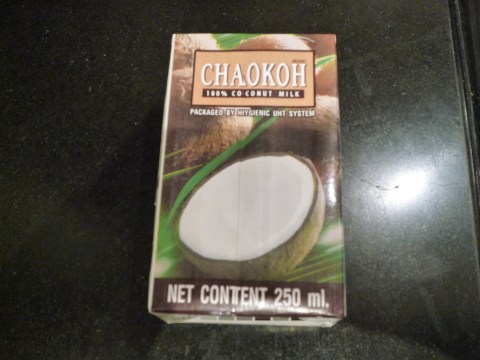 CHAOKOH
100% COCONUT MILK
PACKAGED BY HYGIENIC UHT SYSTEM
NET CONTENT 250 ml.